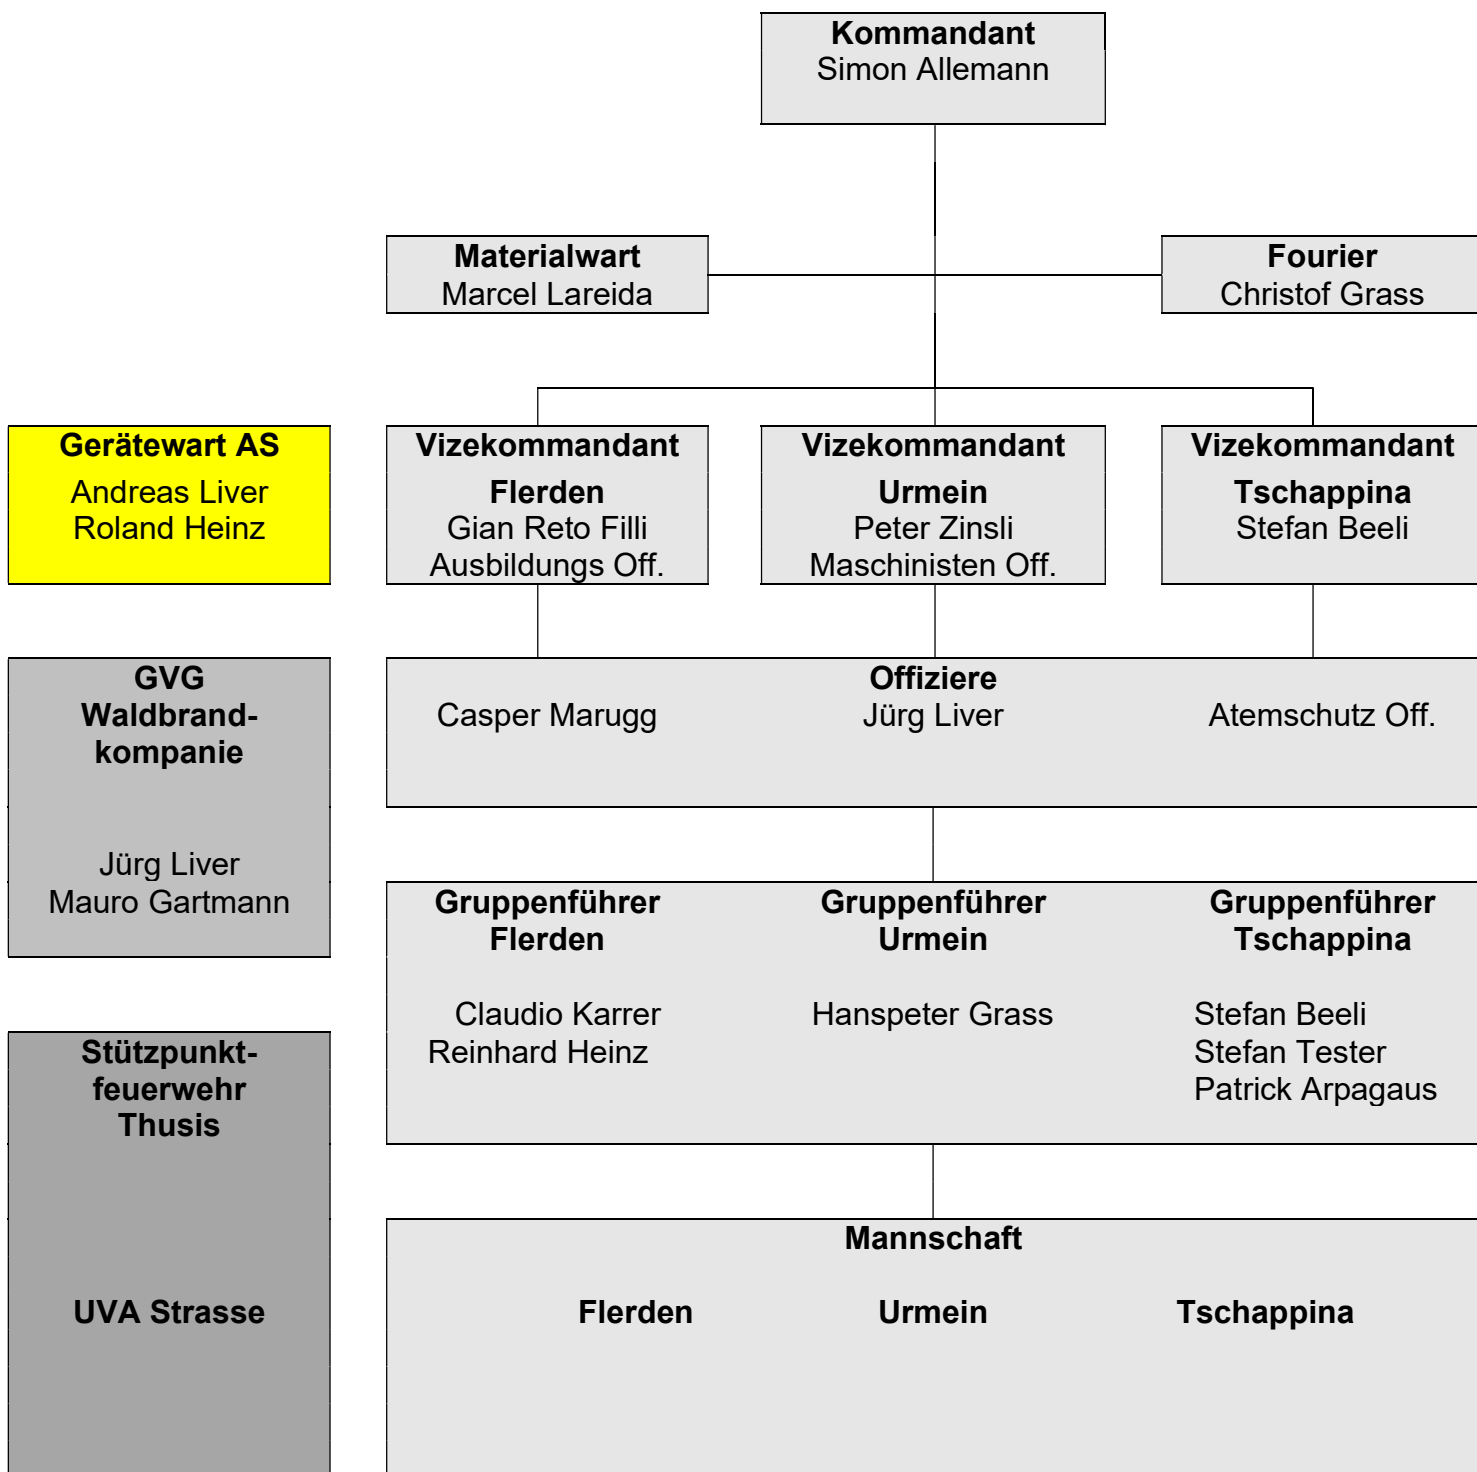 Kommandant
Simon Allemann
Materialwart
Marcel Lareida
Fourier
Christof Grass
Gerätewart AS
Andreas Liver
Roland Heinz
Vizekommandant
Flerden
Gian Reto Filli
Ausbildungs Off.
Vizekommandant
Urmein
Peter Zinsli
Maschinisten Off.
Vizekommandant
Tschappina
Stefan Beeli
GVG
Waldbrand-
kompanie
Jürg Liver
Mauro Gartmann
Offiziere
Casper Marugg
Jürg Liver
Atemschutz Off.
Gruppenführer
Flerden
Claudio Karrer
Reinhard Heinz
Gruppenführer
Urmein
Hanspeter Grass
Gruppenführer
Tschappina
Stefan Beeli
Stefan Tester
Patrick Arpagaus
Stützpunkt-
feuerwehr
Thusis
UVA Strasse
Mannschaft
Flerden
Urmein
Tschappina